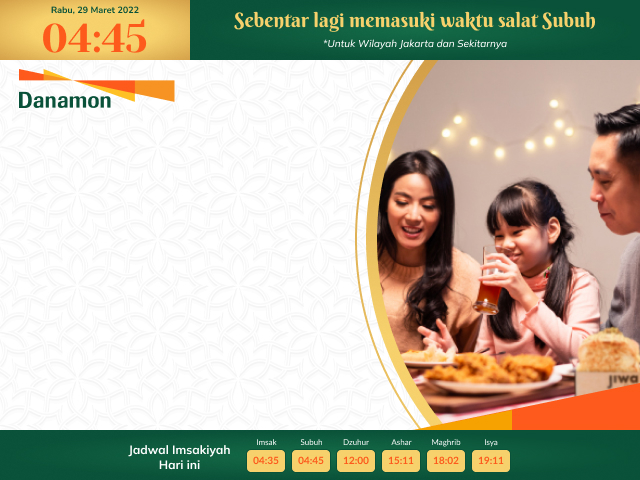 Rabu, 29 Maret 2022
04:45
Sebentar lagi memasuki waktu salat Subuh
*Untuk Wilayah Jakarta dan Sekitarnya
Danamon
jiwa
Jadwal Imsakiyah
Hari ini
Imsak Subuh Dzuhur Ashar Maghrib Isya
04:35 04:45 12:00 15:11 18:02 19:11